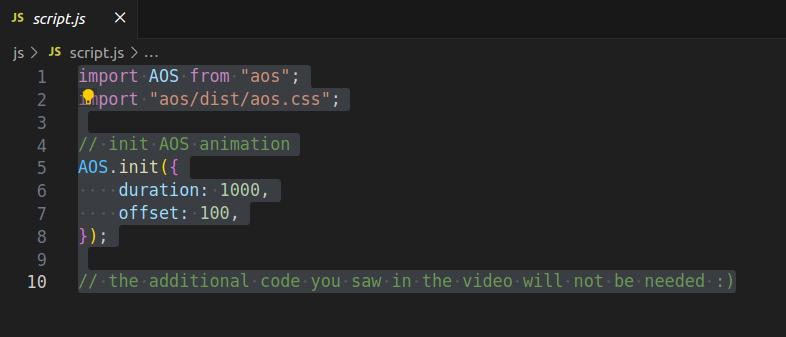 JS script.js ×
js > JS script.js > ...
1 import AOS from "aos";
2 import "aos/dist/aos.css";
3
4 // init AOS animation
5 AOS.init({
6 duration: 1000,
7 offset: 100,
8 });
9
10 // the additional code you saw in the video will not be needed :)